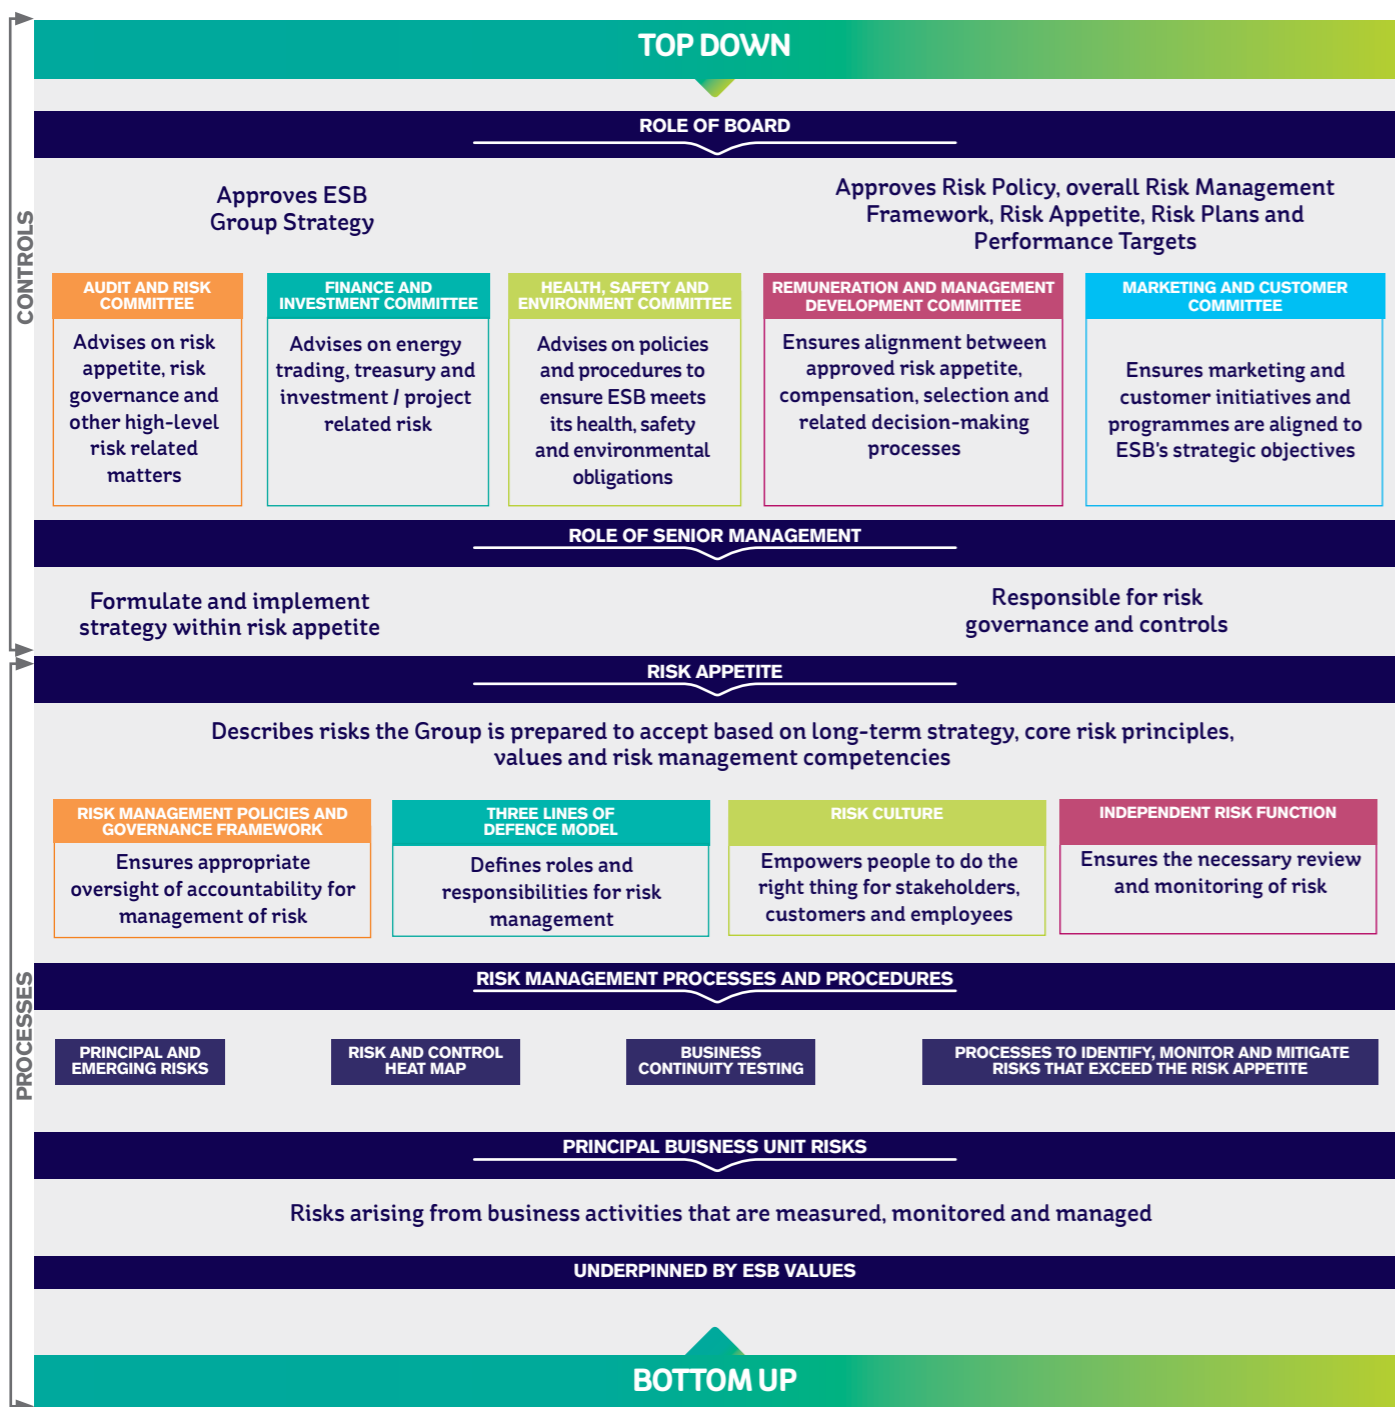 TOP DOWN
ROLE OF BOARD
Approves ESB
Group Strategy
Approves Risk Policy, overall Risk Management
Framework, Risk Appetite, Risk Plans and
Performance Targets
CONTROLS
AUDIT AND RISK
COMMITTEE
Advises on risk
appetite, risk
governance and
other high-level
risk related
matters
FINANCE AND
INVESTMENT COMMITTEE
Advises on energy
trading, treasury and
investment / project
related risk
HEALTH, SAFETY AND
ENVIRONMENT COMMITTEE
Advises on policies
and procedures to
ensure ESB meets
its health, safety
and environmental
obligations
REMUNERATION AND MANAGEMENT
DEVELOPMENT COMMITTEE
Ensures alignment between
approved risk appetite,
compensation, selection and
related decision-making
processes
MARKETING AND CUSTOMER
COMMITTEE
Ensures marketing and
customer initiatives and
programmes are aligned to
ESB's strategic objectives
ROLE OF SENIOR MANAGEMENT
Formulate and implement
strategy within risk appetite
Responsible for risk
governance and controls
RISK APPETITE
Describes risks the Group is prepared to accept based on long-term strategy, core risk principles,
values and risk management competencies
RISK MANAGEMENT POLICIES AND
GOVERNANCE FRAMEWORK
Ensures appropriate
oversight of accountability for
management of risk
THREE LINES OF
DEFENCE MODEL
Defines roles and
responsibilities for risk
management
RISK CULTURE
Empowers people to do the
right thing for stakeholders,
customers and employees
INDEPENDENT RISK FUNCTION
Ensures the necessary review
and monitoring of risk
PROCESSES
RISK MANAGEMENT PROCESSES AND PROCEDURES
PRINCIPAL AND
EMERGING RISKS
RISK AND CONTROL
HEAT MAP
BUSINESS
CONTINUITY TESTING
PROCESSES TO IDENTIFY, MONITOR AND MITIGATE
RISKS THAT EXCEED THE RISK APPETITE
PRINCIPAL BUISNESS UNIT RISKS
Risks arising from business activities that are measured, monitored and managed
UNDERPINNED BY ESB VALUES
BOTTOM UP